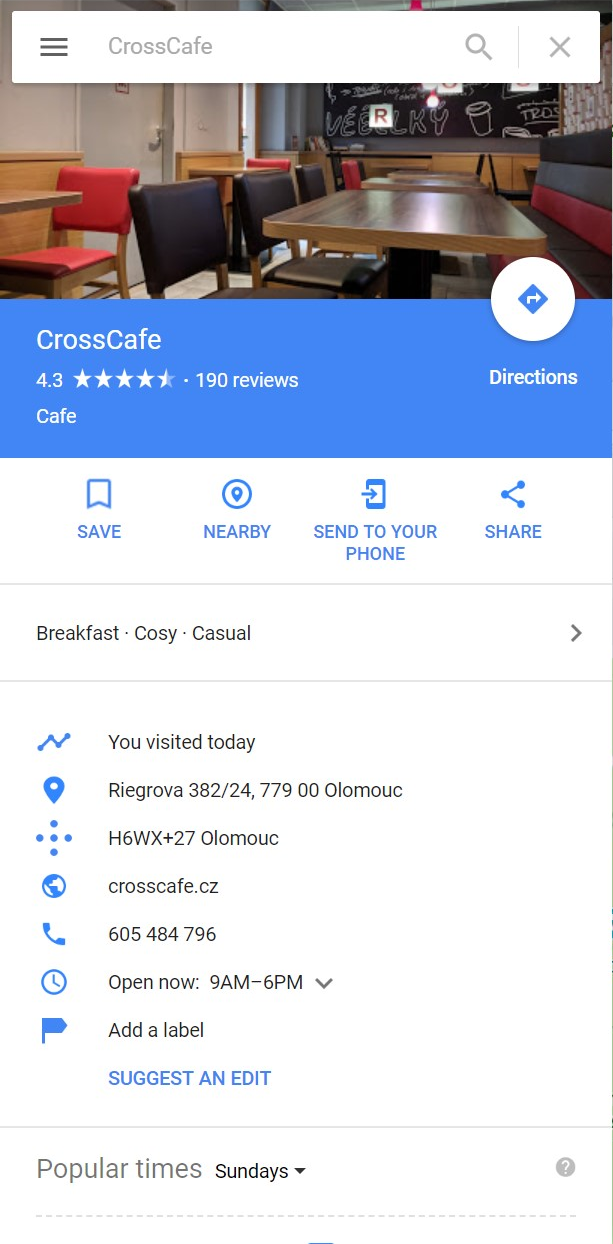 CrossCafe
R
VĚĚLKY
CrossCafe
4.3 · 190 reviews
Directions
Cafe
SAVE
NEARBY
SEND TO YOUR
PHONE
SHARE
Breakfast · Cosy · Casual
You visited today
Riegrova 382/24, 779 00 Olomouc
H6WX+27 Olomouc
crosscafe.cz
605 484 796
Open now: 9AM–6PM
Add a label
SUGGEST AN EDIT
Popular times Sundays
?